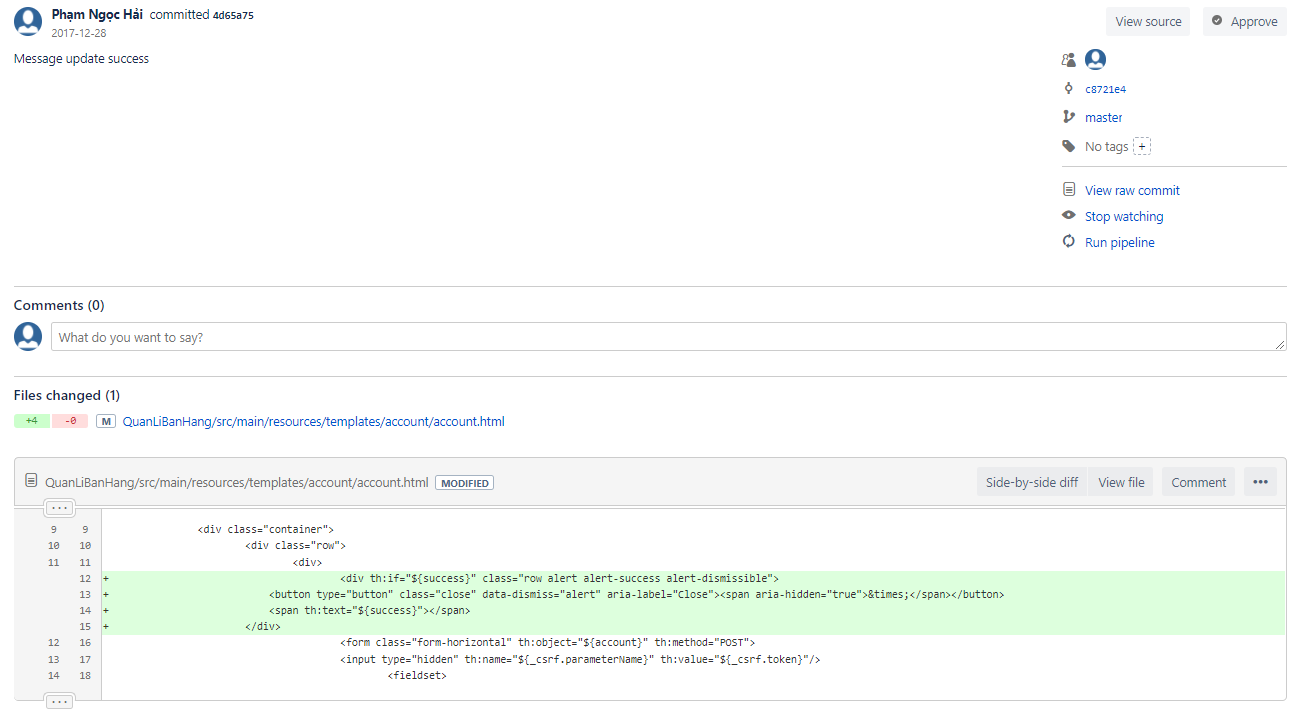 Phạm Ngọc Hải committed 4d65a75
2017-12-28
View source
Approve
Message update success
c8721e4
master
No tags +
View raw commit
Stop watching
Run pipeline
Comments (0)
What do you want to say?
Files changed (1)
+4 -0 M QuanLiBanHang/src/main/resources/templates/account/account.html
QuanLiBanHang/src/main/resources/templates/account/account.html MODIFIED
Side-by-side diff View file Comment •••
...
9 9 <div class="container">
10 10 <div class="row">
11 11 <div>
12 + <div th:if="${success}" class="row alert alert-success alert-dismissible">
13 + <button type="button" class="close" data-dismiss="alert" aria-label="Close"><span aria-hidden="true">&times;</span></button>
14 + <span th:text="${success}"></span>
15 + </div>
12 16 <form class="form-horizontal" th:object="${account}" th:method="POST">
13 17 <input type="hidden" th:name="${_csrf.parameterName}" th:value="${_csrf.token}"/>
14 18 <fieldset>
...